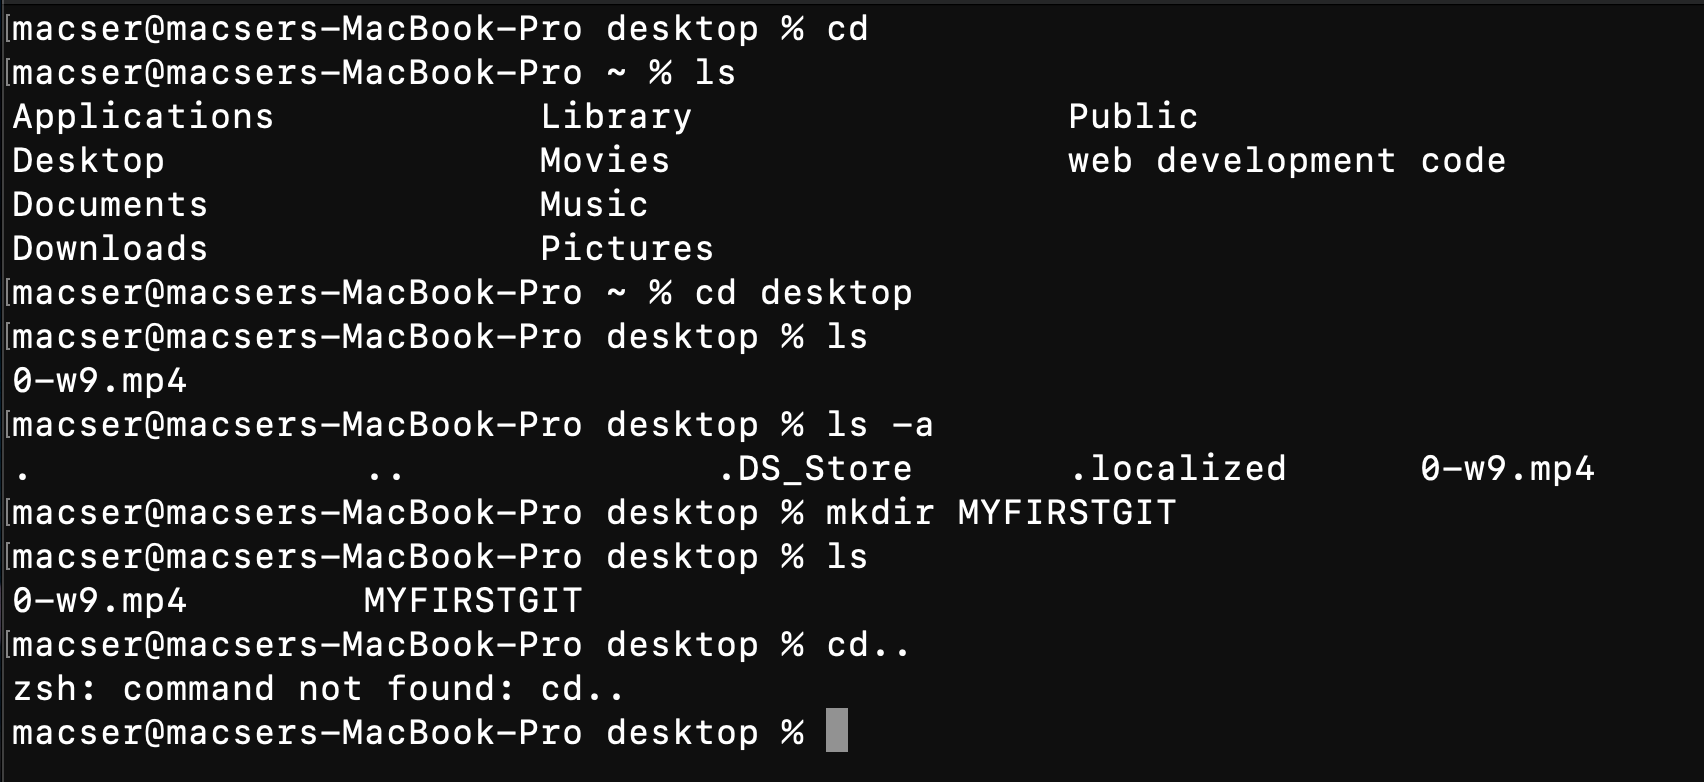 [macser@macsers-MacBook-Pro desktop % cd
[macser@macsers-MacBook-Pro ~ % ls
Applications Library Public
Desktop Movies web development code
Documents Music
Downloads Pictures
[macser@macsers-MacBook-Pro ~ % cd desktop
[macser@macsers-MacBook-Pro desktop % ls
0-w9.mp4
[macser@macsers-MacBook-Pro desktop % ls -a
. .. .DS_Store .localized 0-w9.mp4
[macser@macsers-MacBook-Pro desktop % mkdir MYFIRSTGIT
[macser@macsers-MacBook-Pro desktop % ls
0-w9.mp4 MYFIRSTGIT
[macser@macsers-MacBook-Pro desktop % cd..
zsh: command not found: cd..
macser@macsers-MacBook-Pro desktop %